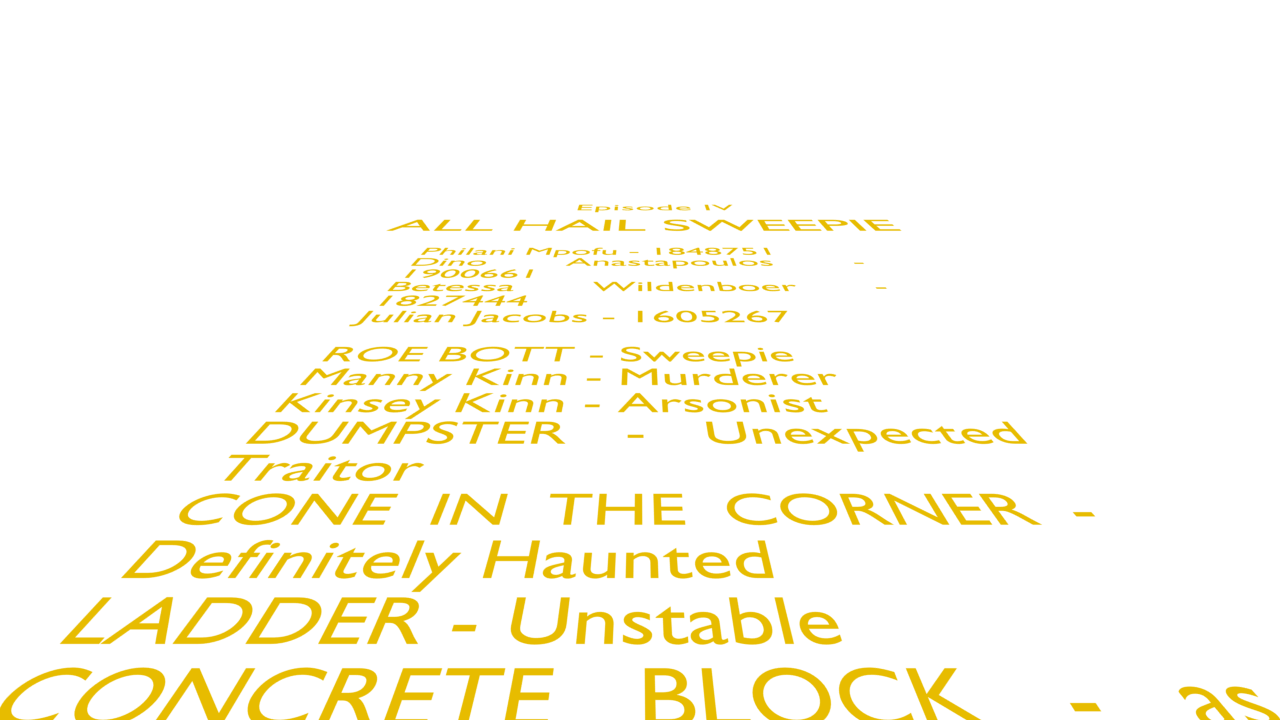 Episode IV
ALL HAIL SWEEPIE
Philani Mpofu - 1848751
Dino Anastapoulos -
1900661
Betessa Wildenboer -
1827444
Julian Jacobs - 1605267
ROE BOTT - Sweepie
Manny Kinn - Murderer
Kinsey Kinn - Arsonist
DUMPSTER - Unexpected
Traitor
CONE IN THE CORNER -
Definitely Haunted
LADDER - Unstable
CONCRETE BLOCK - as